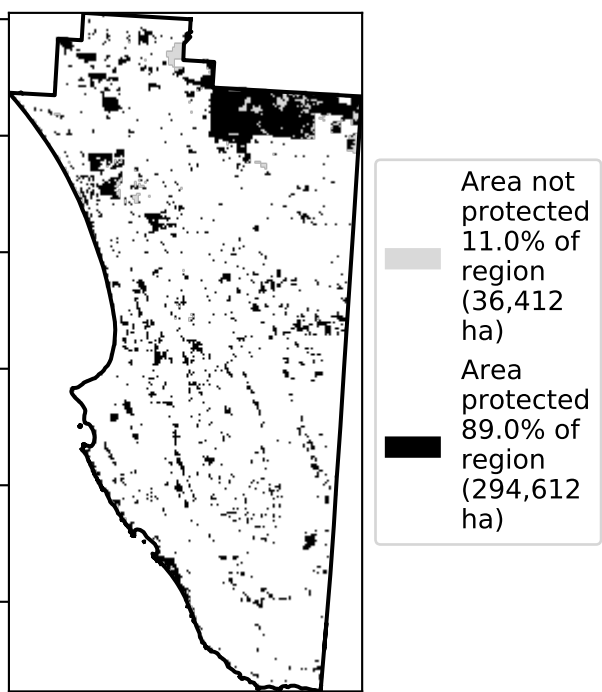 Area not
protected
11.0% of
region
(36,412
ha)
Area
protected
89.0% of
region
(294,612
ha)